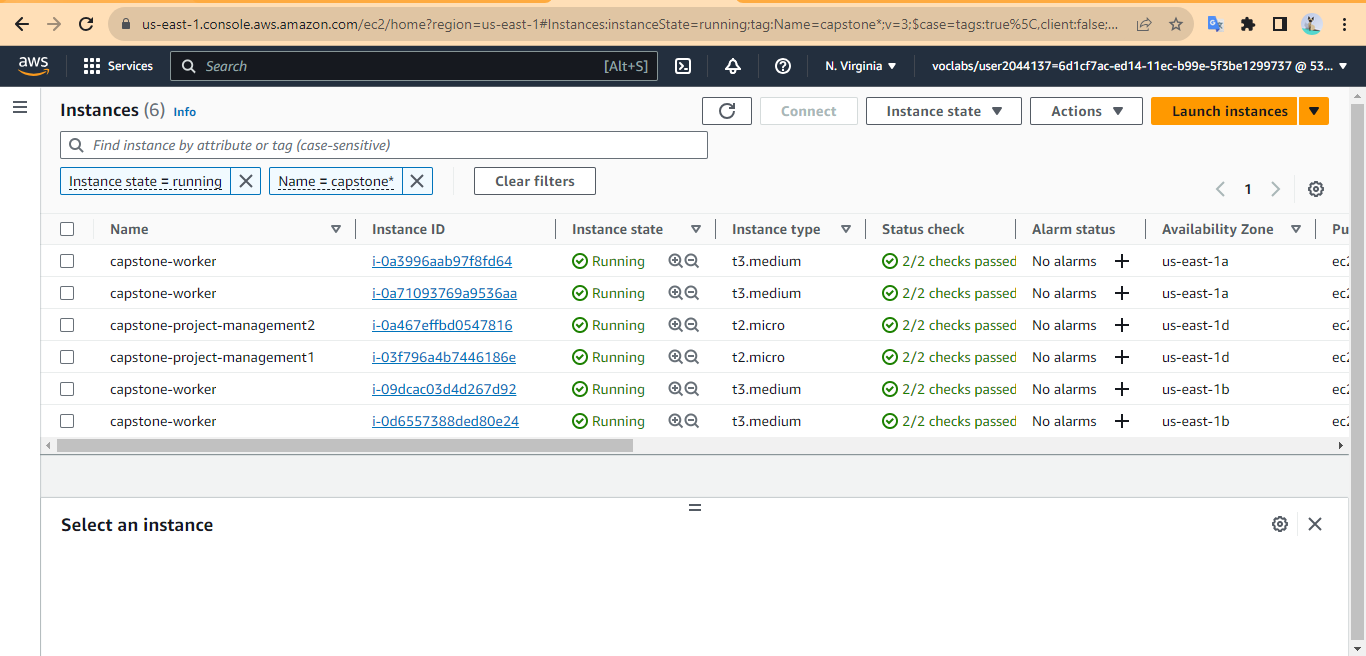 us-east-1.console.aws.amazon.com/ec2/home?region=us-east-1#Instances:instanceState=running;tag:Name=capstone*;v=3;$case=tags:true%5C,client:false;...
aws Services Search [Alt+S] N. Virginia voclabs/user2044137=6d1cf7ac-ed14-11ec-b99e-5f3be1299737 @ 53...
Instances (6) Info Connect Instance state Actions Launch instances
Find instance by attribute or tag (case-sensitive)
Instance state = running Name = capstone* Clear filters 1
Name Instance ID Instance state Instance type Status check Alarm status Availability Zone Pu
capstone-worker i-0a3996aab97f8fd64 Running t3.medium 2/2 checks passed No alarms us-east-1a ec2
capstone-worker i-0a71093769a9536aa Running t3.medium 2/2 checks passed No alarms us-east-1a ec2
capstone-project-management2 i-0a467effbd0547816 Running t2.micro 2/2 checks passed No alarms us-east-1d ec2
capstone-project-management1 i-03f796a4b7446186e Running t2.micro 2/2 checks passed No alarms us-east-1d ec2
capstone-worker i-09dcac03d4d267d92 Running t3.medium 2/2 checks passed No alarms us-east-1b ec2
capstone-worker i-0d6557388ded80e24 Running t3.medium 2/2 checks passed No alarms us-east-1b ec2
Select an instance